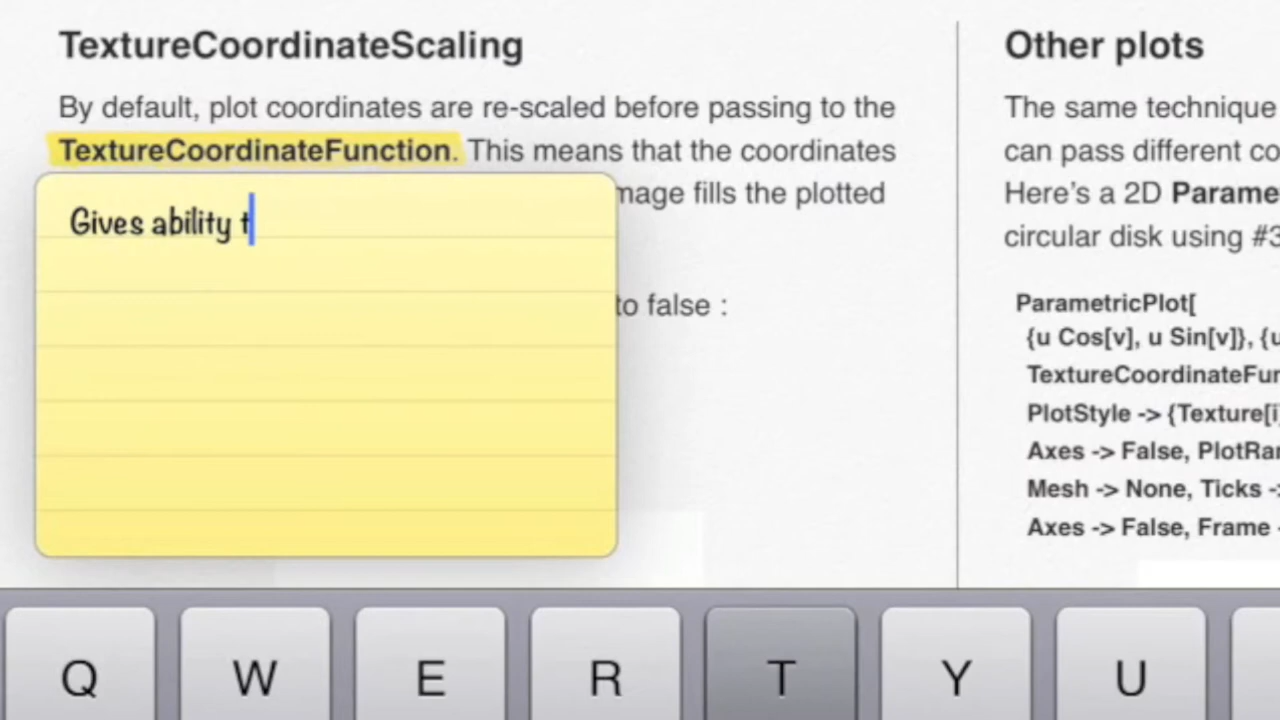 TextureCoordinateScaling
By default, plot coordinates are re-scaled before passing to the
TextureCoordinateFunction. This means that the coordinates
mage fills the plotted
to false :
Gives ability t
Other plots
The same technique
can pass different co
Here's a 2D Parame
circular disk using #3
ParametricPlot[
{u Cos[v], u Sin[v]}, {u
TextureCoordinateFun
PlotStyle -> {Texture[i
Axes -> False, PlotRan
Mesh -> None, Ticks -
Axes -> False, Frame -
Q W E R T Y U